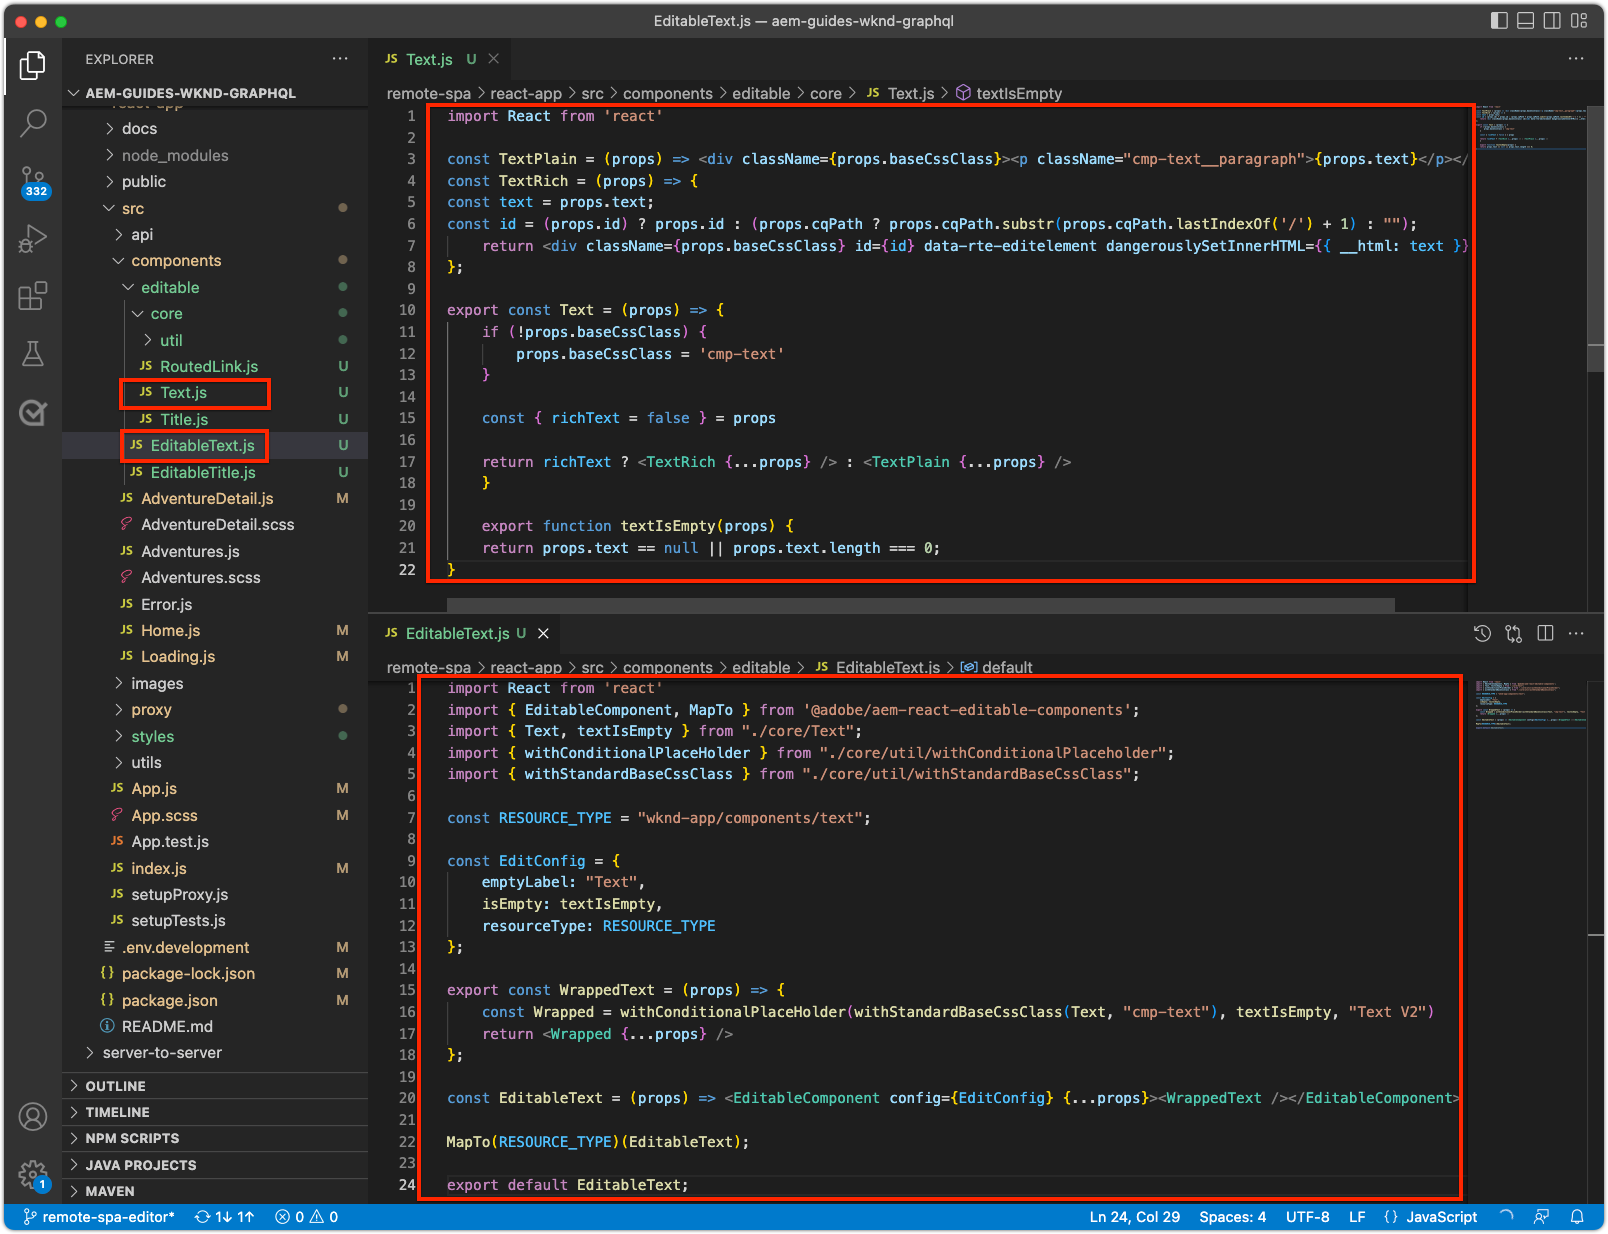 EditableText.js — aem-guides-wknd-graphql
EXPLORER
AEM-GUIDES-WKND-GRAPHQL
docs
node_modules
public
src
api
components
editable
core
util
JS RoutedLink.js U
JS Text.js U
JS Title.js U
JS EditableText.js U
JS EditableTitle.js U
JS AdventureDetail.js M
AdventureDetail.scss
JS Adventures.js
Adventures.scss
JS Error.js
JS Home.js M
JS Loading.js M
images
proxy
styles
utils
JS App.js M
App.scss M
JS App.test.js
JS index.js M
JS setupProxy.js
JS setupTests.js
.env.development M
{} package-lock.json M
{} package.json M
README.md
server-to-server
OUTLINE
TIMELINE
NPM SCRIPTS
JAVA PROJECTS
MAVEN
332
1
JS Text.js U
remote-spa > react-app > src > components > editable > core > JS Text.js > textIsEmpty
1 import React from 'react'
2
3 const TextPlain = (props) => <div className={props.baseCssClass}><p className="cmp-text__paragraph">{props.text}</p></
4 const TextRich = (props) => {
5 const text = props.text;
6 const id = (props.id) ? props.id : (props.cqPath ? props.cqPath.substr(props.cqPath.lastIndexOf('/') + 1) : "");
7 return <div className={props.baseCssClass} id={id} data-rte-editelement dangerouslySetInnerHTML={{ __html: text }}
8 };
9
10 export const Text = (props) => {
11 if (!props.baseCssClass) {
12 props.baseCssClass = 'cmp-text'
13 }
14
15 const { richText = false } = props
16
17 return richText ? <TextRich {...props} /> : <TextPlain {...props} />
18 }
19
20 export function textIsEmpty(props) {
21 return props.text == null || props.text.length === 0;
22 }
JS EditableText.js U
remote-spa > react-app > src > components > editable > JS EditableText.js > default
1 import React from 'react'
2 import { EditableComponent, MapTo } from '@adobe/aem-react-editable-components';
3 import { Text, textIsEmpty } from "./core/Text";
4 import { withConditionalPlaceHolder } from "./core/util/withConditionalPlaceholder";
5 import { withStandardBaseCssClass } from "./core/util/withStandardBaseCssClass";
6
7 const RESOURCE_TYPE = "wknd-app/components/text";
8
9 const EditConfig = {
10 emptyLabel: "Text",
11 isEmpty: textIsEmpty,
12 resourceType: RESOURCE_TYPE
13 };
14
15 export const WrappedText = (props) => {
16 const Wrapped = withConditionalPlaceHolder(withStandardBaseCssClass(Text, "cmp-text"), textIsEmpty, "Text V2")
17 return <Wrapped {...props} />
18 };
19
20 const EditableText = (props) => <EditableComponent config={EditConfig} {...props}><WrappedText /></EditableComponent>
21
22 MapTo(RESOURCE_TYPE)(EditableText);
23
24 export default EditableText;
remote-spa-editor* 1↓ 1↑ 0 0 Ln 24, Col 29 Spaces: 4 UTF-8 LF {} JavaScript